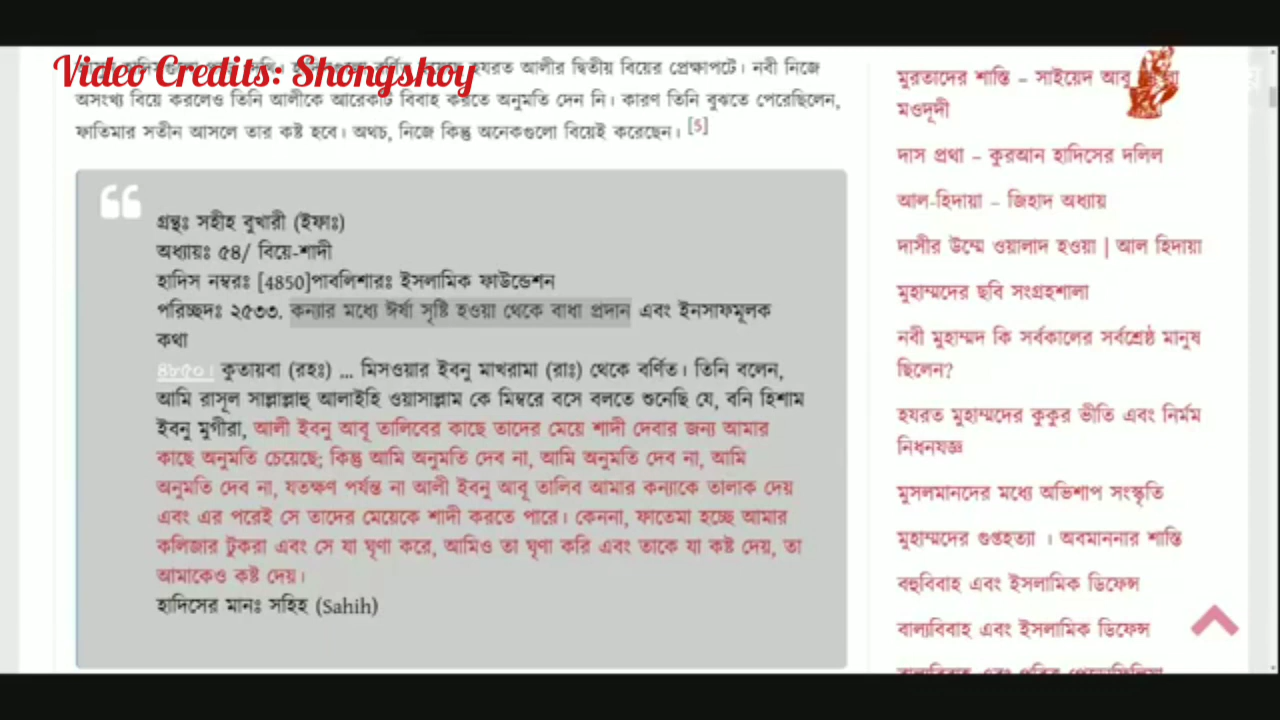 Video Credits: Shongshoy
হযরত আলীর দ্বিতীয় বিয়ের প্রেক্ষাপটে। নবী নিজে
অসংখ্য বিয়ে করলেও তিনি আলীকে আরেকটি বিবাহ করতে অনুমতি দেন নি। কারণ তিনি বুঝতে পেরেছিলেন,
ফাতিমার সতীন আসলে তার কষ্ট হবে। অথচ, নিজে কিন্তু অনেকগুলো বিয়েই করেছেন। [5]
গ্রন্থঃ সহীহ বুখারী (ইফাঃ)
অধ্যায়ঃ ৫৪/ বিয়ে-শাদী
হাদিস নম্বরঃ [4850]পাবলিশারঃ ইসলামিক ফাউন্ডেশন
পরিচ্ছদঃ ২৫৩৩. কন্যার মধ্যে ঈর্ষা সৃষ্টি হওয়া থেকে বাধা প্রদান এবং ইনসাফমূলক
কথা
৪৮৫০। কুতায়বা (রহঃ) ... মিসওয়ার ইবনু মাখরামা (রাঃ) থেকে বর্ণিত। তিনি বলেন,
আমি রাসূল সাল্লাল্লাহু আলাইহি ওয়াসাল্লাম কে মিম্বরে বসে বলতে শুনেছি যে, বনি হিশাম
ইবনু মুগীরা, আলী ইবনু আবূ তালিবের কাছে তাদের মেয়ে শাদী দেবার জন্য আমার
কাছে অনুমতি চেয়েছে; কিন্তু আমি অনুমতি দেব না, আমি অনুমতি দেব না, আমি
অনুমতি দেব না, যতক্ষণ পর্যন্ত না আলী ইবনু আবূ তালিব আমার কন্যাকে তালাক দেয়
এবং এর পরেই সে তাদের মেয়েকে শাদী করতে পারে। কেননা, ফাতেমা হচ্ছে আমার
কলিজার টুকরা এবং সে যা ঘৃণা করে, আমিও তা ঘৃণা করি এবং তাকে যা কষ্ট দেয়, তা
আমাকেও কষ্ট দেয়।
হাদিসের মানঃ সহিহ (Sahih)
মুরতাদের শাস্তি – সাইয়েদ আবু
মওদূদী
দাস প্রথা – কুরআন হাদিসের দলিল
আল-হিদায়া – জিহাদ অধ্যায়
দাসীর উম্মে ওয়ালাদ হওয়া | আল হিদায়া
মুহাম্মদের ছবি সংগ্রহশালা
নবী মুহাম্মদ কি সর্বকালের সর্বশ্রেষ্ঠ মানুষ
ছিলেন?
হযরত মুহাম্মদের কুকুর ভীতি এবং নির্মম
নিধনযজ্ঞ
মুসলমানদের মধ্যে অভিশাপ সংস্কৃতি
মুহাম্মদের গুপ্তহত্যা । অবমাননার শাস্তি
বহুবিবাহ এবং ইসলামিক ডিফেন্স
বাল্যবিবাহ এবং ইসলামিক ডিফেন্স